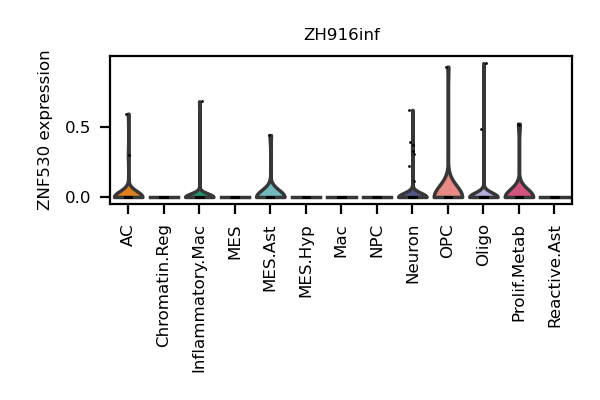 ZH916inf
ZNF530 expression
0.5
0.0
AC
Chromatin.Reg
Inflammatory.Mac
MES
MES.Ast
MES.Hyp
Mac
NPC
Neuron
OPC
Oligo
Prolif.Metab
Reactive.Ast